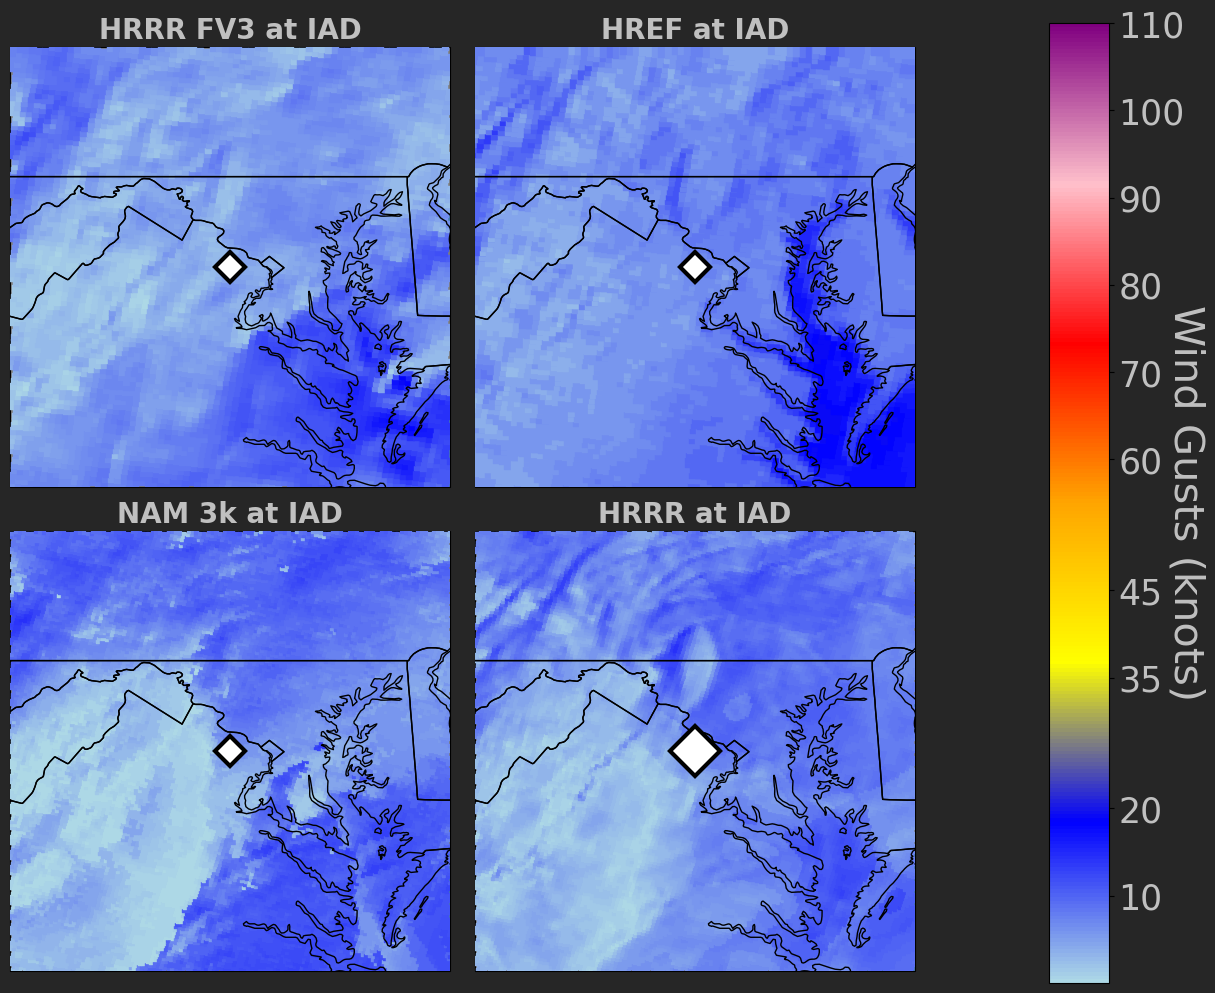 HRRR FV3 at IAD
HREF at IAD
NAM 3k at IAD
HRRR at IAD
110
100
90
80
70
60
45
35
20
10
Wind Gusts (knots)